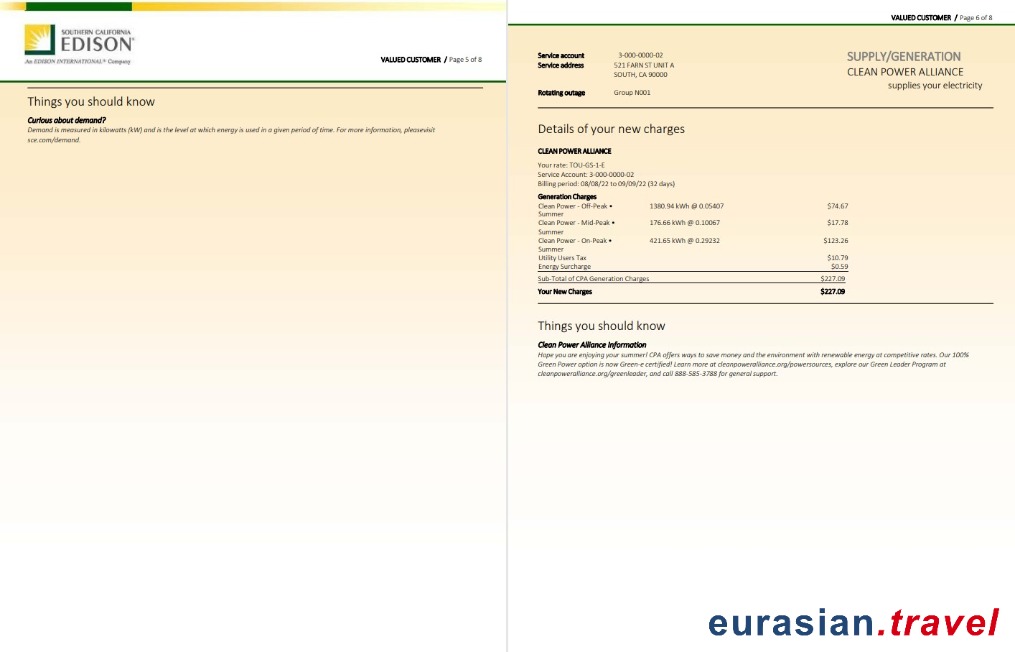 SOUTHERN CALIFORNIA
EDISON®
An EDISON INTERNATIONAL® Company
VALUED CUSTOMER / Page 5 of 8
Things you should know
Curious about demand?
Demand is measured in kilowatts (kW) and is the level at which energy is used in a given period of time. For more information, pleasevisit
sce.com/demand.
VALUED CUSTOMER / Page 6 of 8
Service account 3-000-0000-02
Service address 521 FARN ST UNIT A
SOUTH, CA 90000
Rotating outage Group N001
SUPPLY/GENERATION
CLEAN POWER ALLIANCE
supplies your electricity
Details of your new charges
CLEAN POWER ALLIANCE
Your rate: TOU-GS-1-E
Service Account: 3-000-0000-02
Billing period: 08/08/22 to 09/09/22 (32 days)
Generation Charges
Clean Power - Off-Peak • 1380.94 kWh @ 0.05407 $74.67
Summer
Clean Power - Mid-Peak • 176.66 kWh @ 0.10067 $17.78
Summer
Clean Power - On-Peak • 421.65 kWh @ 0.29232 $123.26
Summer
Utility Users Tax $10.79
Energy Surcharge $0.59
Sub-Total of CPA Generation Charges $227.09
Your New Charges $227.09
Things you should know
Clean Power Alliance Information
Hope you are enjoying your summer! CPA offers ways to save money and the environment with renewable energy at competitive rates. Our 100%
Green Power option is now Green-e certified! Learn more at cleanpoweralliance.org/powersources, explore our Green Leader Program at
cleanpoweralliance.org/greenleader, and call 888-585-3788 for general support.
eurasian.travel